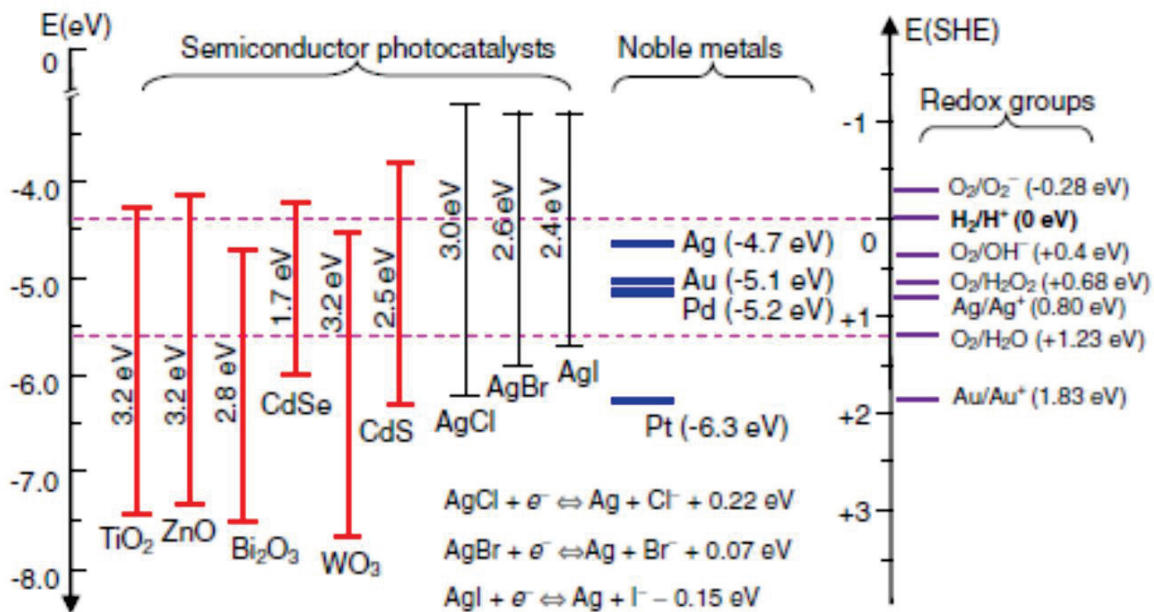 E(eV)
E(SHE)
Semiconductor photocatalysts
Noble metals
Redox groups
0
-4.0
-5.0
-6.0
-7.0
-8.0
3.2 eV
3.2 eV
2.8 eV
1.7 eV
3.2 eV
2.5 eV
3.0 eV
2.6 eV
2.4 eV
TiO₂
ZnO
Bi₂O₃
CdSe
WO₃
CdS
AgCl
AgBr
AgI
Ag (-4.7 eV)
Au (-5.1 eV)
Pd (-5.2 eV)
Pt (-6.3 eV)
-1
0
+1
+2
+3
O₂/O₂⁻ (-0.28 eV)
H₂/H⁺ (0 eV)
O₂/OH⁻ (+0.4 eV)
O₂/H₂O₂ (+0.68 eV)
Ag/Ag⁺ (0.80 eV)
O₂/H₂O (+1.23 eV)
Au/Au⁺ (1.83 eV)
AgCl + e⁻ ⇔ Ag + Cl⁻ + 0.22 eV
AgBr + e⁻ ⇔Ag + Br⁻ + 0.07 eV
AgI + e⁻ ⇔ Ag + I⁻ − 0.15 eV